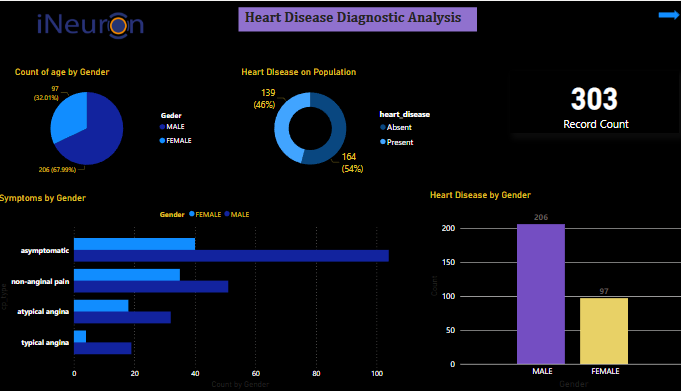 iNeuron
Heart Disease Diagnostic Analysis
Count of age by Gender
97
(32.01%)
206 (67.99%)
Geder
MALE
FEMALE
Heart DIsease on Population
139
(46%)
164
(54%)
heart_disease
Absent
Present
303
Record Count
Symptoms by Gender
Gender FEMALE MALE
asymptomatic
non-anginal pain
atypical angina
typical angina
cp_type
0 20 40 60 80 100
Count by Gender
Heart Disease by Gender
200
150
100
50
0
Count
206
97
MALE FEMALE
Gender